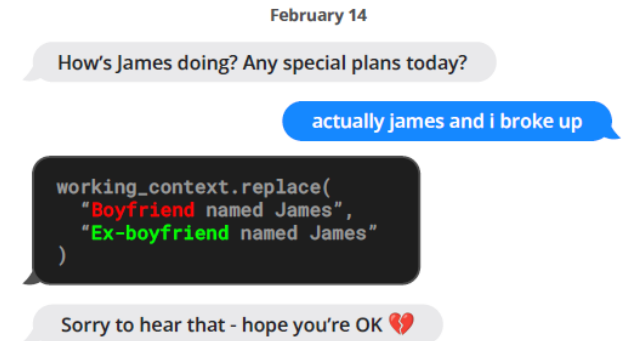 February 14
How’s James doing? Any special plans today?
actually james and i broke up
working_context.replace(
“Boyfriend named James”,
“Ex-boyfriend named James”
)
Sorry to hear that - hope you’re OK 💔